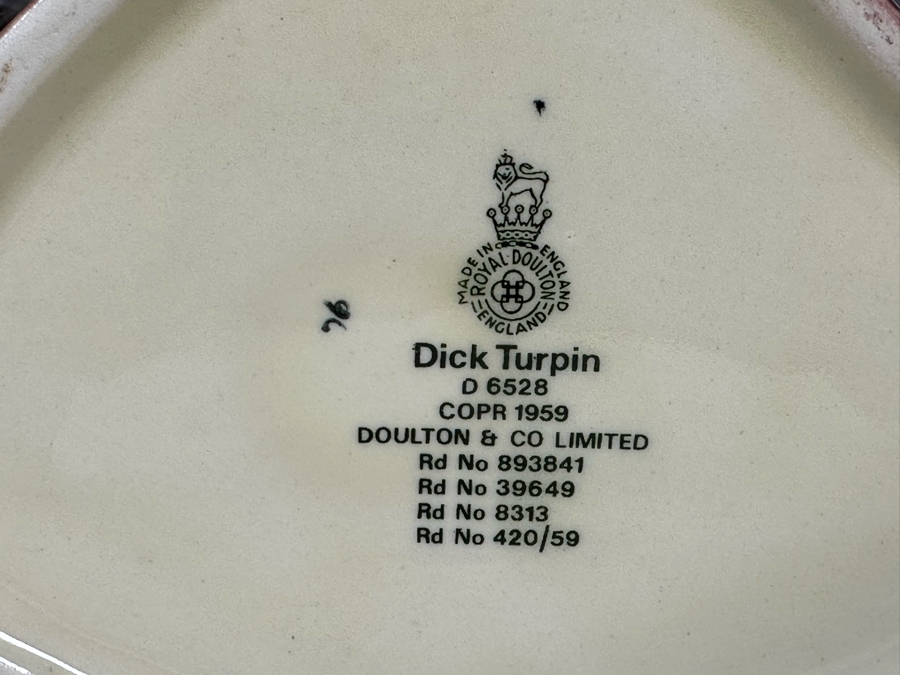 MADE IN ENGLAND
ROYAL·DOULTON
ENGLAND
Dick Turpin
D 6528
COPR 1959
DOULTON & CO LIMITED
Rd No 893841
Rd No 39649
Rd No 8313
Rd No 420/59